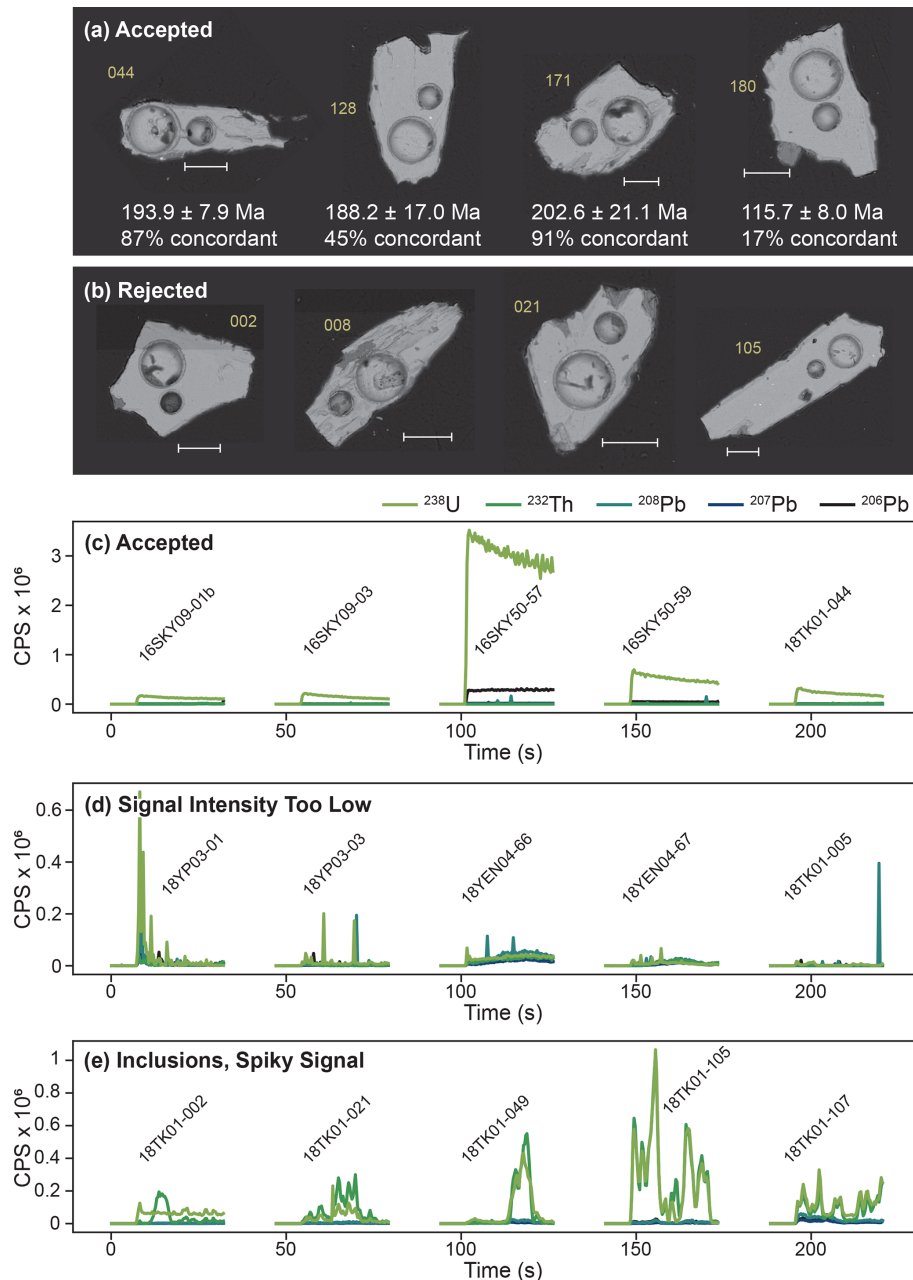 (a) Accepted
044
128
171
180
193.9 ± 7.9 Ma
87% concordant
188.2 ± 17.0 Ma
45% concordant
202.6 ± 21.1 Ma
91% concordant
115.7 ± 8.0 Ma
17% concordant
(b) Rejected
002
008
021
105
²³⁸U ²³²Th ²⁰⁸Pb ²⁰⁷Pb ²⁰⁶Pb
(c) Accepted
CPS x 10⁶
3
2
1
0
16SKY09-01b
16SKY09-03
16SKY50-57
16SKY50-59
18TK01-044
0 50 100 150 200
Time (s)
(d) Signal Intensity Too Low
CPS x 10⁶
0.6
0.4
0.2
0
18YP03-01
18YP03-03
18YEN04-66
18YEN04-67
18TK01-005
0 50 100 150 200
Time (s)
(e) Inclusions, Spiky Signal
CPS x 10⁶
1
0.8
0.6
0.4
0.2
0
18TK01-002
18TK01-021
18TK01-049
18TK01-105
18TK01-107
0 50 100 150 200
Time (s)